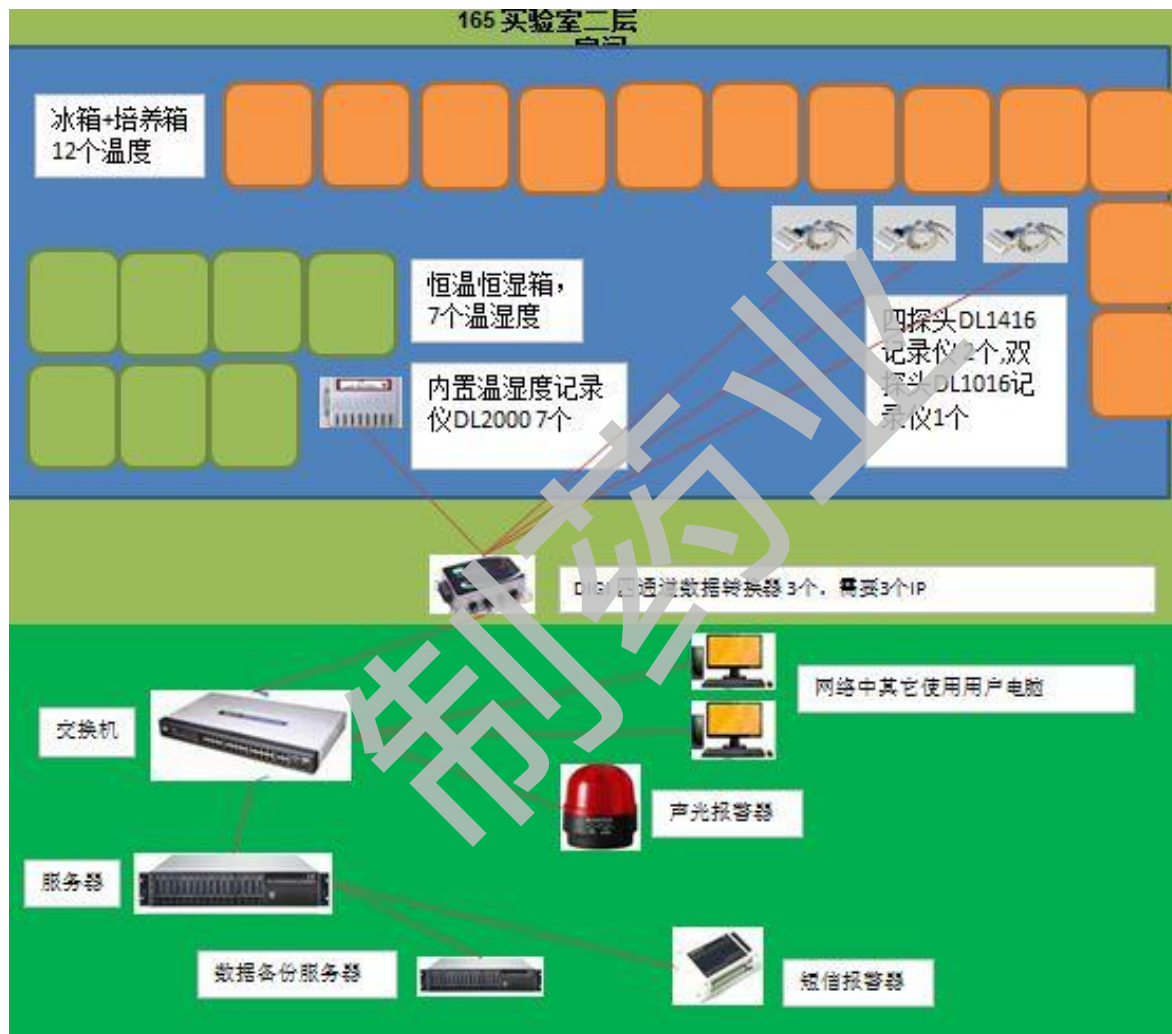 165 实验室二层
房间
冰箱+培养箱
12个温度
恒温恒湿箱，
7个温湿度
内置温湿度记录
仪DL2000 7个
四探头DL1416
记录仪 2个,双
探头DL1016记
录仪1个
DIGI 四通道数据转换器 3个，需要3个IP
网络中其它使用用户电脑
交换机
声光报警器
服务器
数据备份服务器
短信报警器
制药业